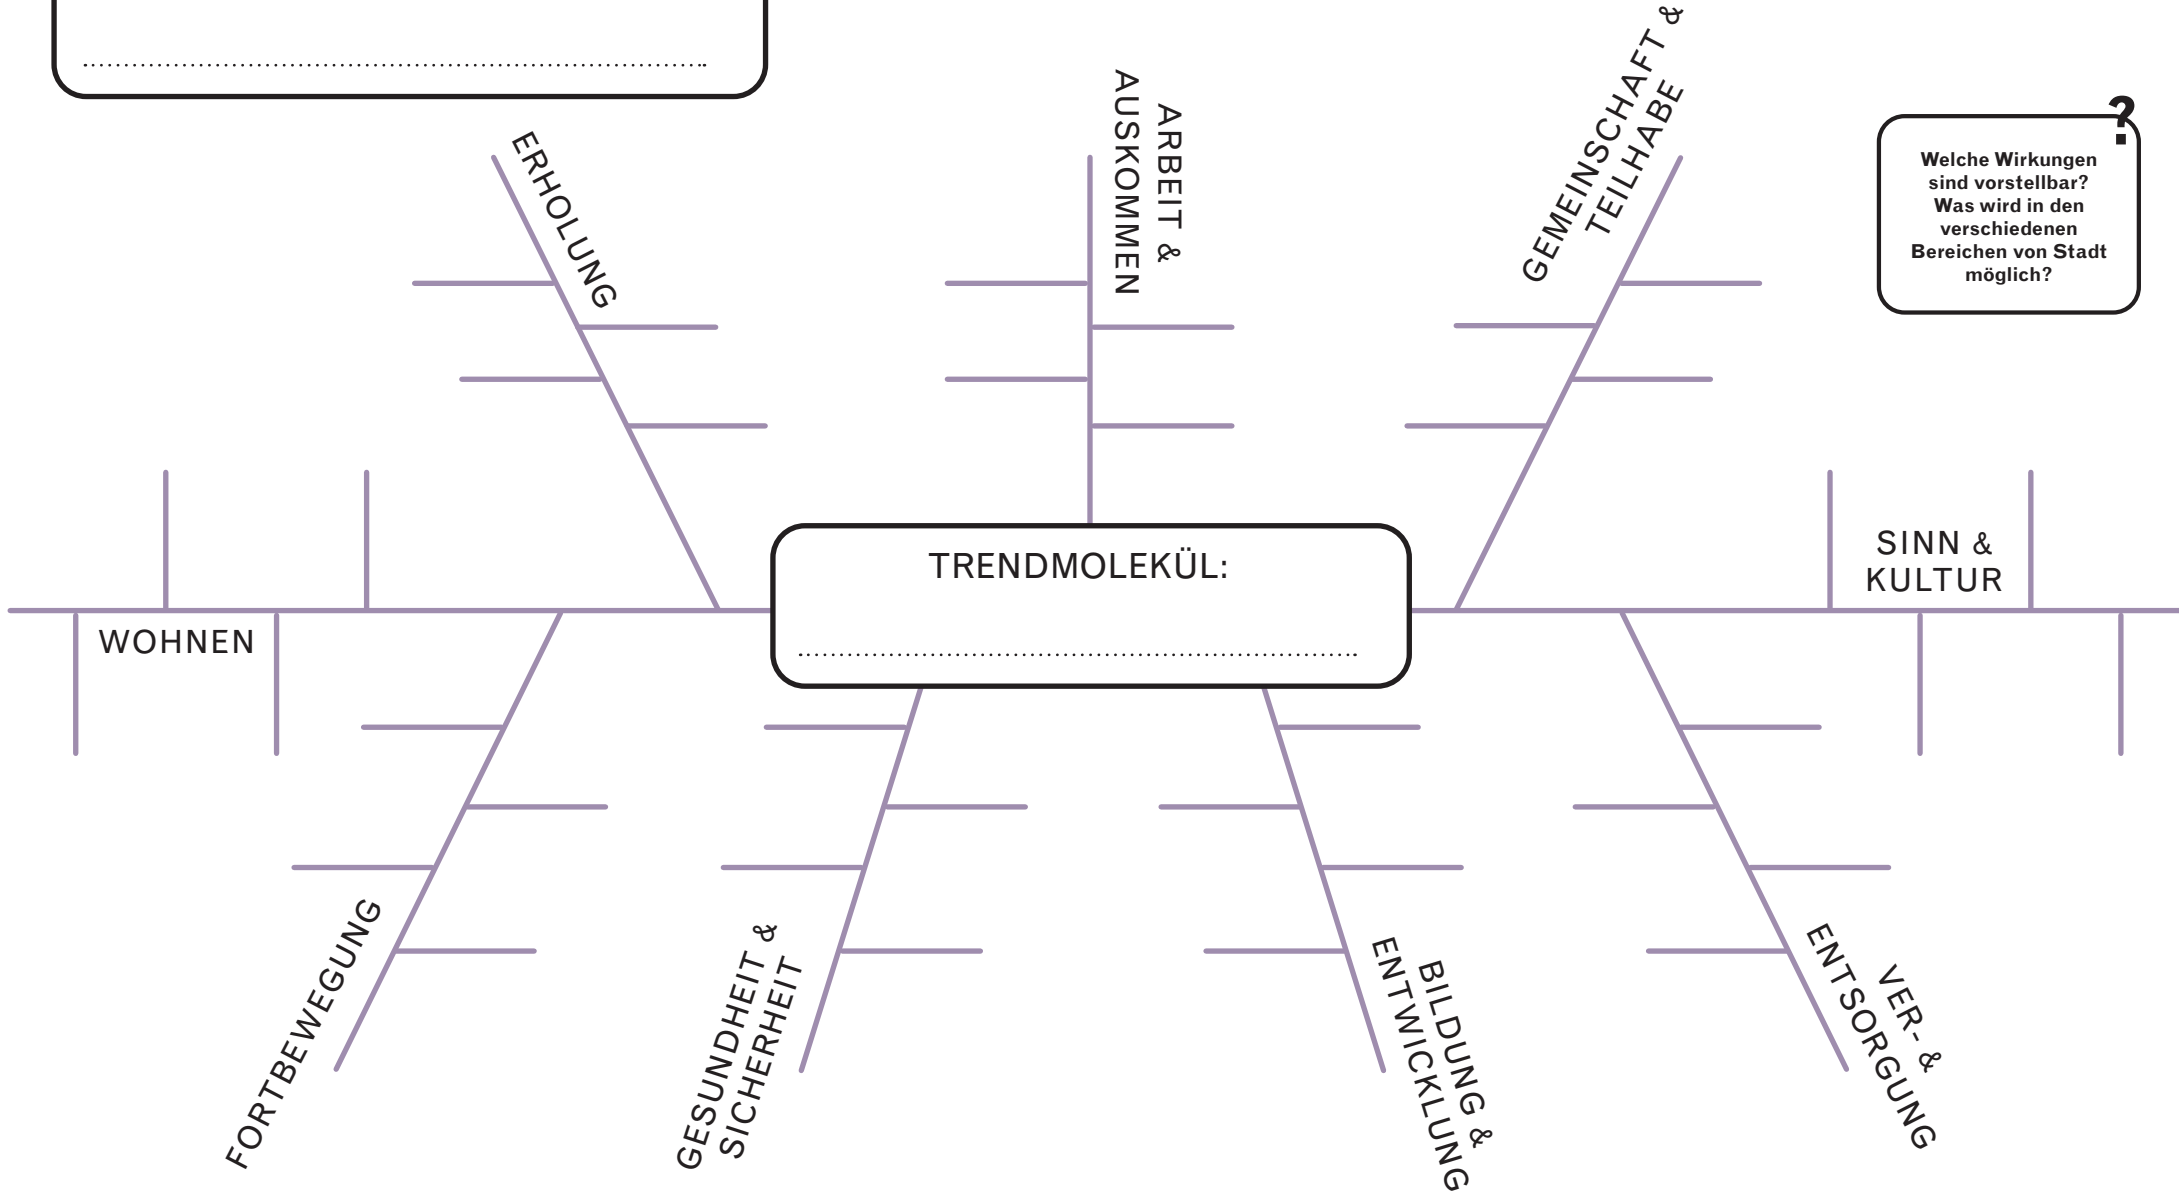 ERHOLUNG
ARBEIT &
AUSKOMMEN
GEMEINSCHAFT &
TEILHABE
?
Welche Wirkungen
sind vorstellbar?
Was wird in den
verschiedenen
Bereichen von Stadt
möglich?
WOHNEN
TRENDMOLEKÜL:
SINN &
KULTUR
FORTBEWEGUNG
GESUNDHEIT &
SICHERHEIT
BILDUNG &
ENTWICKLUNG
VER- &
ENTSORGUNG